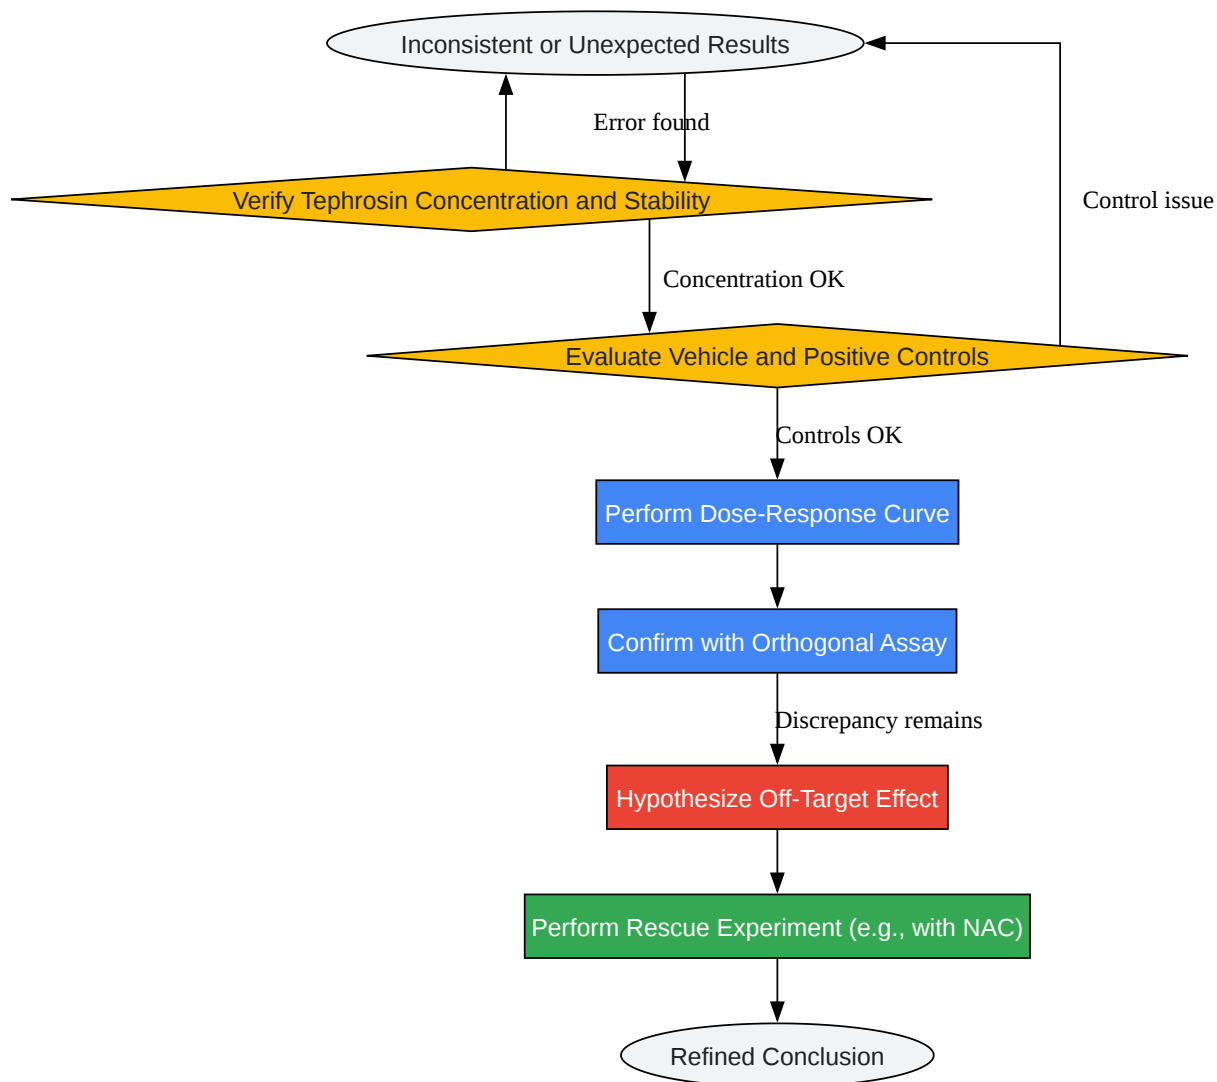 Inconsistent or Unexpected Results
Error found
Verify Tephrosin Concentration and Stability
Control issue
Concentration OK
Evaluate Vehicle and Positive Controls
Controls OK
Perform Dose-Response Curve
Confirm with Orthogonal Assay
Discrepancy remains
Hypothesize Off-Target Effect
Perform Rescue Experiment (e.g., with NAC)
Refined Conclusion